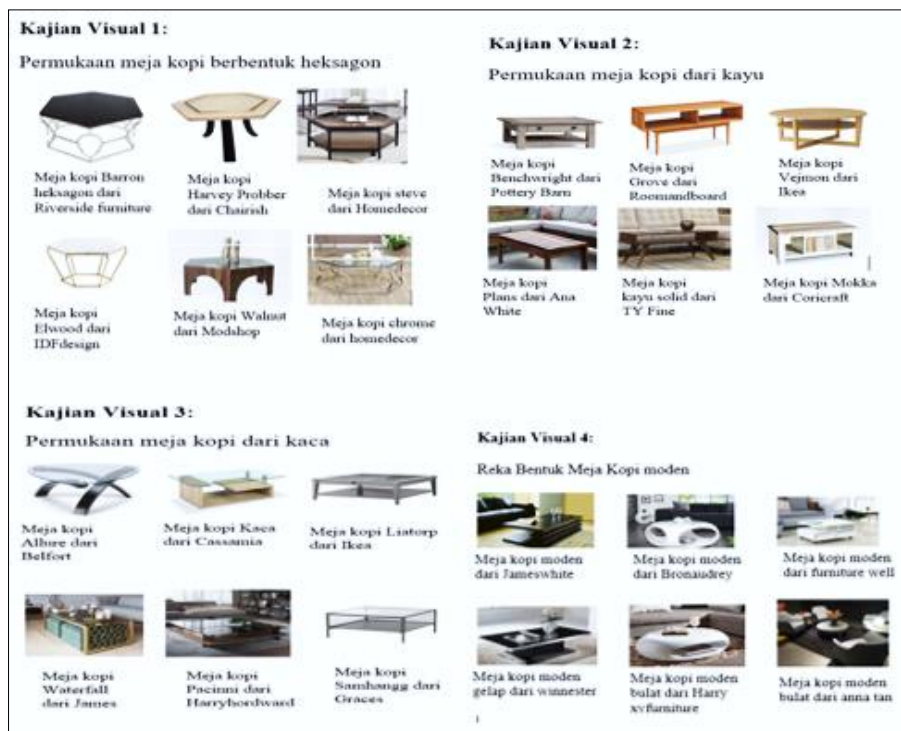 Kajian Visual 1:
Permukaan meja kopi berbentuk heksagon
Meja kopi Barron
heksagon dari
Riverside furniture
Meja kopi
Harvey Probber
dari Chairish
Meja kopi steve
dari Homedecor
Meja kopi
Elwood dari
IDFdesign
Meja kopi Walnut
dari Modshop
Meja kopi chrome
dari homedecor
Kajian Visual 2:
Permukaan meja kopi dari kayu
Meja kopi
Benchwright dari
Pottery Barn
Meja kopi
Grove dari
Roomandboard
Meja kopi
Vejmon dari
Ikea
Meja kopi
Plans dari Ana
White
Meja kopi
kayu solid dari
TY Fine
Meja kopi Mokka
dari Coricraft
Kajian Visual 3:
Permukaan meja kopi dari kaca
Meja kopi
Allure dari
Belfort
Meja kopi Kaca
dari Cassamia
Meja kopi Liatorp
dari Ikea
Meja kopi
Waterfall
dari James
Meja kopi
Pacinni dari
Harryhordward
Meja kopi
Samhangg dari
Graces
Kajian Visual 4:
Reka Bentuk Meja Kopi moden
Meja kopi moden
dari Jameswhite
Meja kopi moden
dari Bronaudrey
Meja kopi moden
dari furniture well
Meja kopi moden
gelap dari winnester
Meja kopi moden
bulat dari Harry
xyfurniture
Meja kopi moden
bulat dari anna tan